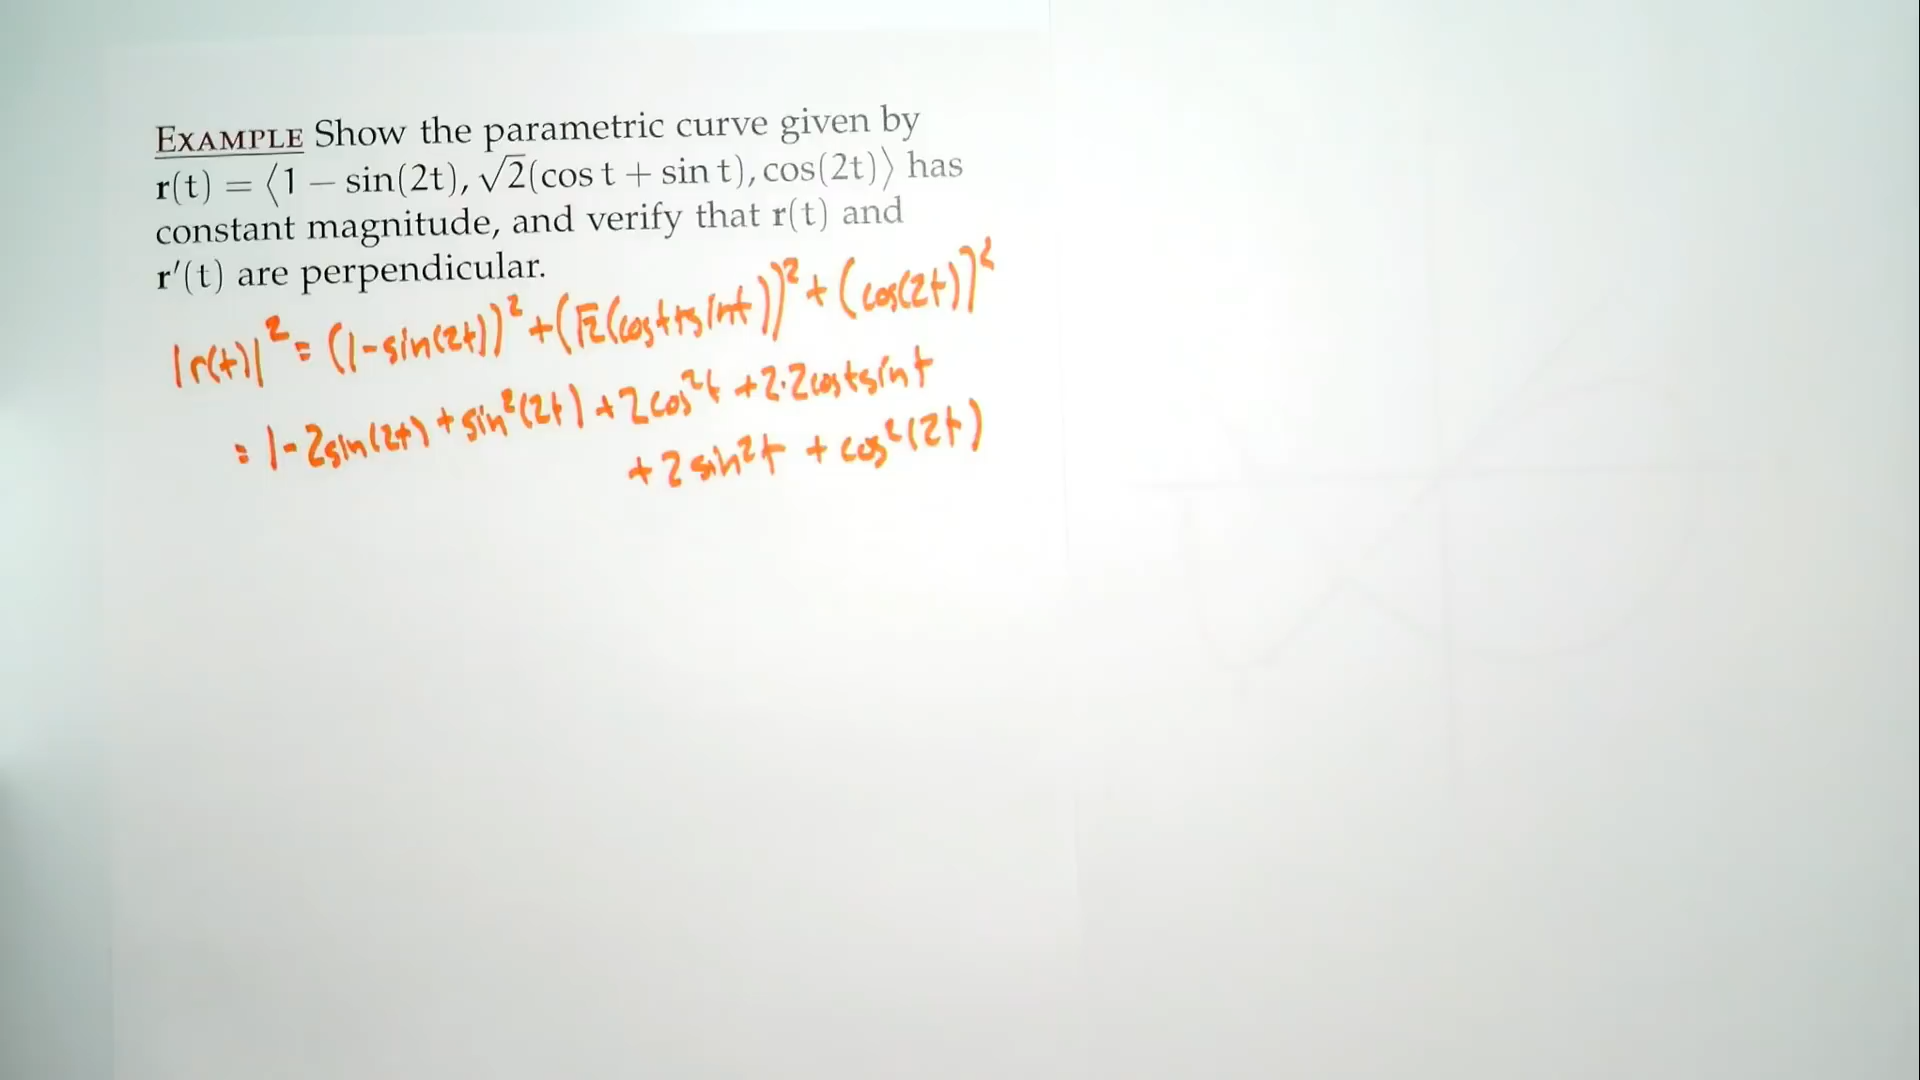 EXAMPLE Show the parametric curve given by
r(t) = ⟨1 − sin(2t), √2(cos t + sin t), cos(2t)⟩ has
constant magnitude, and verify that r(t) and
r′(t) are perpendicular.
|r(t)|² = (1-sin(2t))² + (√2(cost+sint))² + (cos(2t))²
= 1-2sin(2t) + sin²(2t) + 2cos²t + 2·2costsint
+ 2sin²t + cos²(2t)